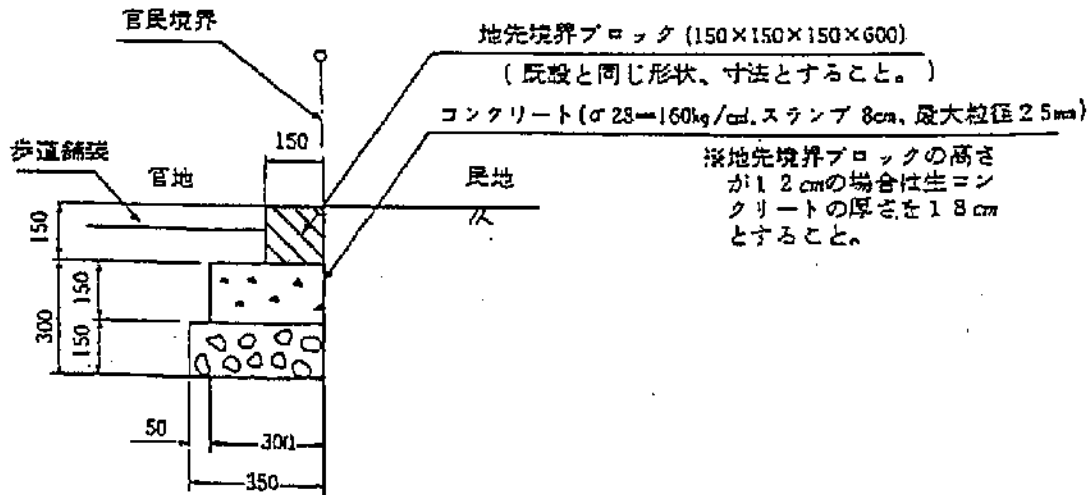 官民境界
地先境界ブロック(150×150×150×600)
(既設と同じ形状、寸法とすること。)
コンクリート(σ28=160kg/cm².スランプ 8cm、最大粒径25mm)
歩道舗装
150
官地
民地
※地先境界ブロックの高さ
が12cmの場合は生コン
クリートの厚さを18cm
とすること。
150
300
150
150
50
300
350